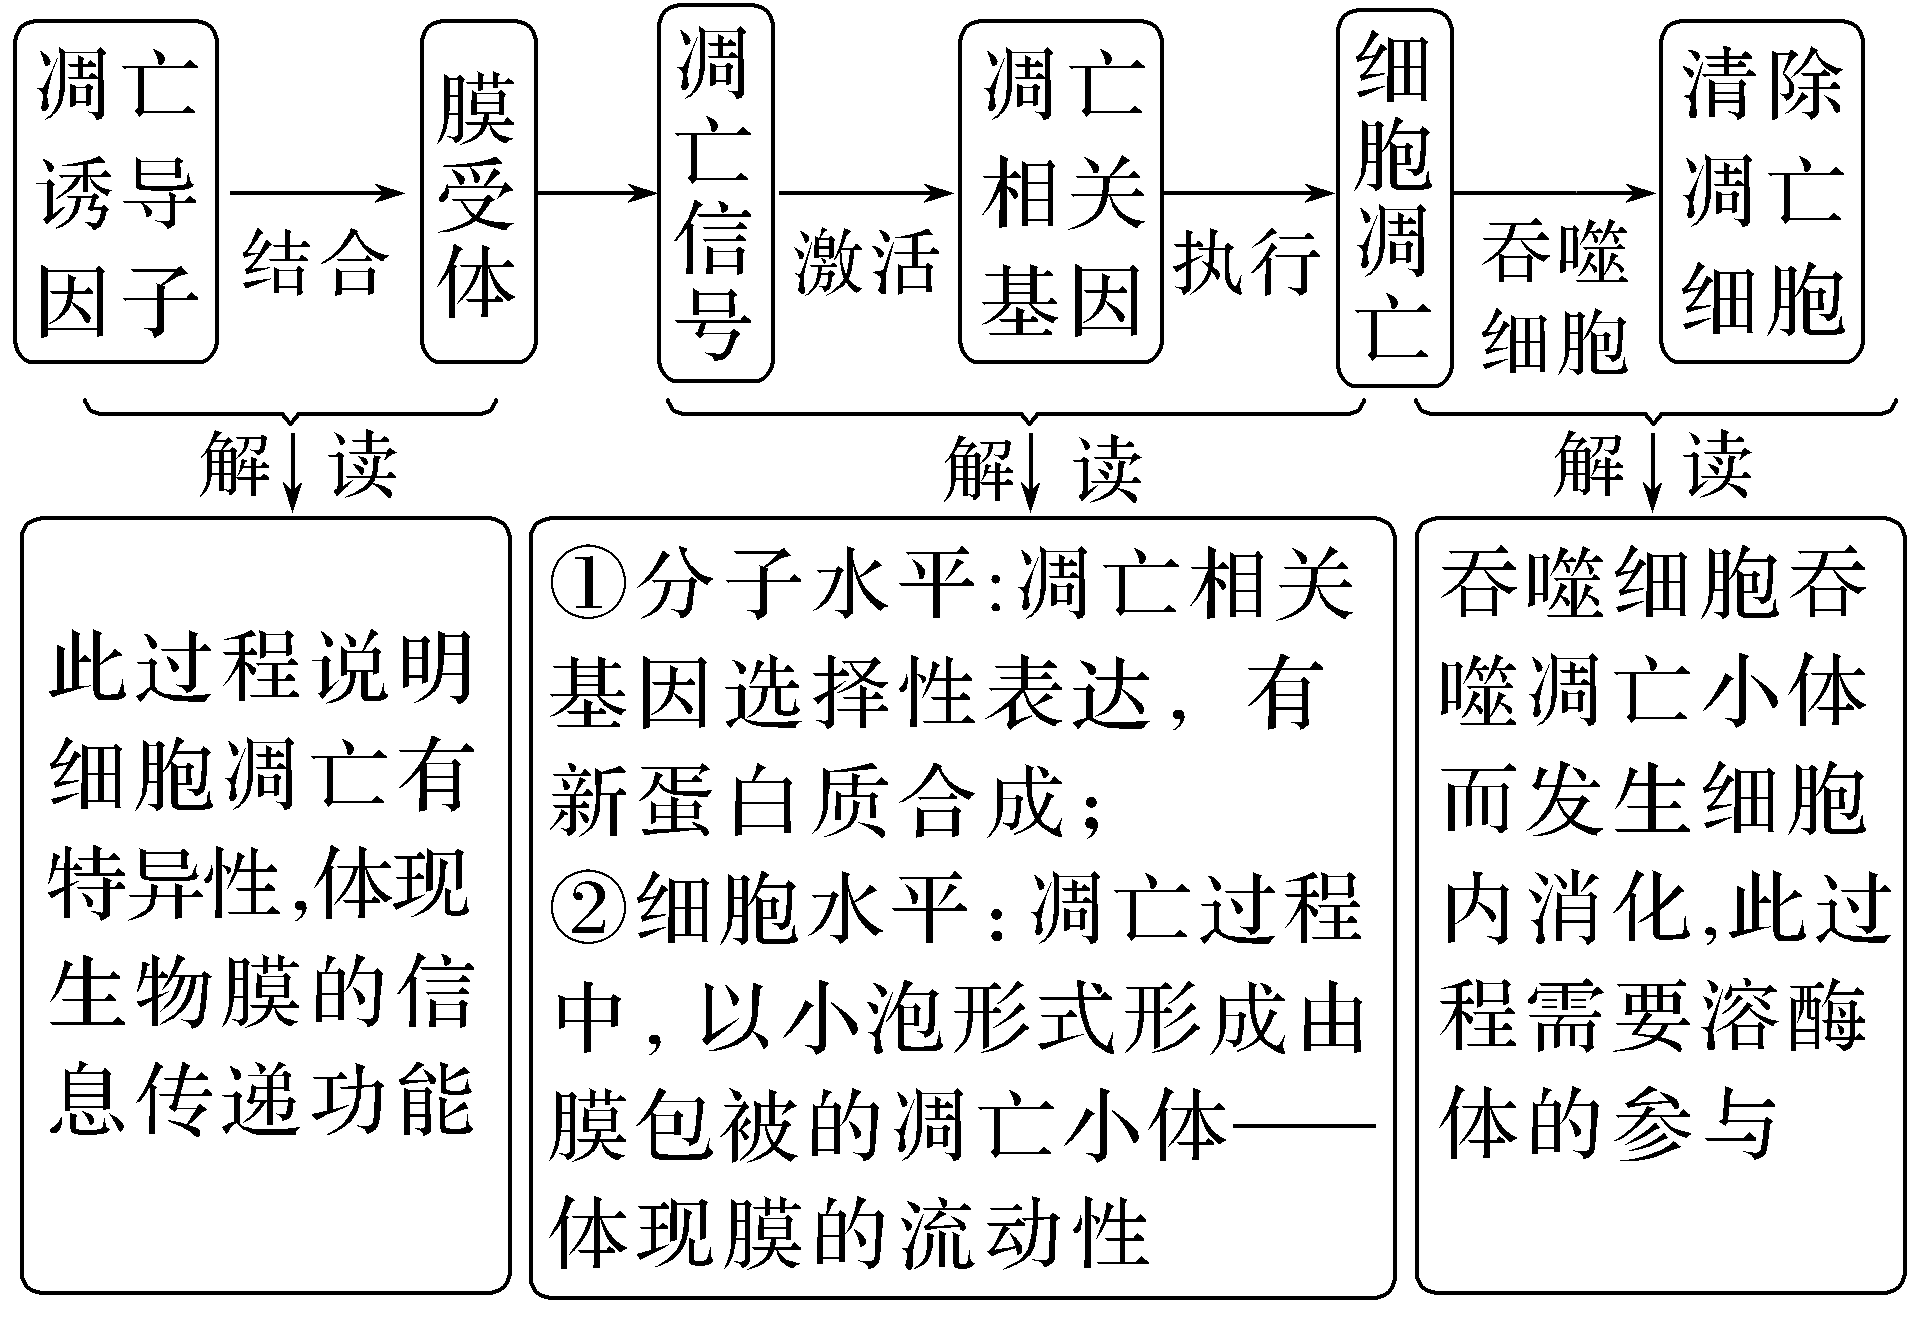 凋亡
诱导
因子
结合
膜
受
体
凋
亡
信
号
激活
凋亡
相关
基因
执行
细
胞
凋
亡
吞噬
细胞
清除
凋亡
细胞
解读
解读
解读
此过程说明
细胞凋亡有
特异性,体现
生物膜的信
息传递功能
①分子水平:凋亡相关
基因选择性表达，有
新蛋白质合成；
②细胞水平：凋亡过程
中，以小泡形式形成由
膜包被的凋亡小体——
体现膜的流动性
吞噬细胞吞
噬凋亡小体
而发生细胞
内消化,此过
程需要溶酶
体的参与